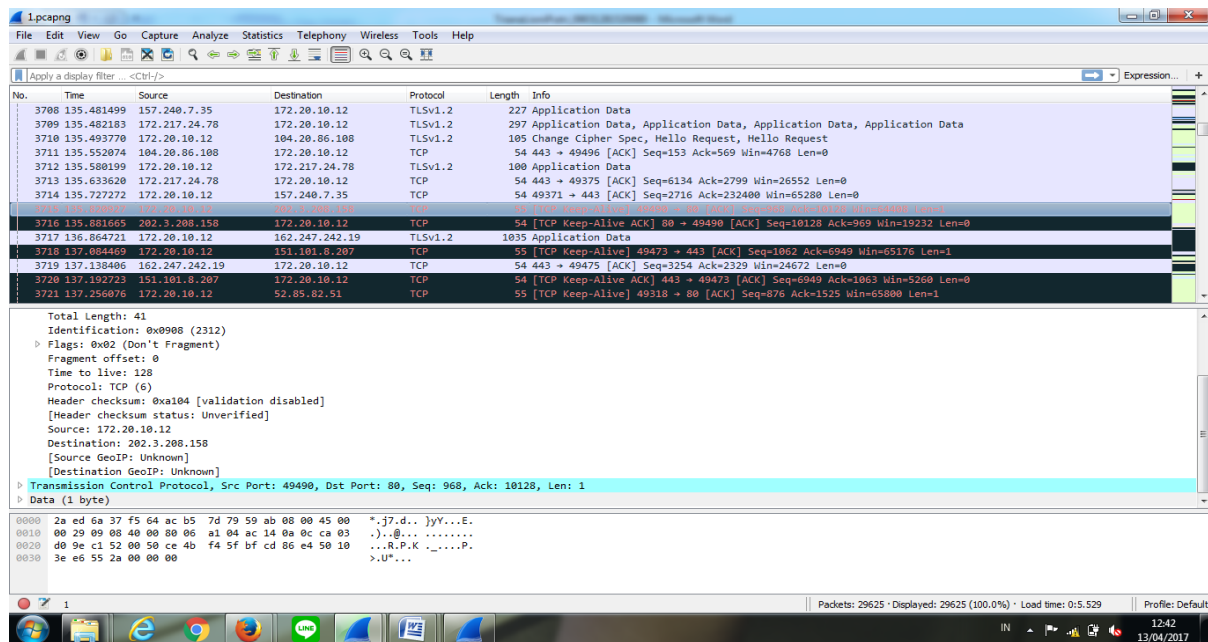 1.pcapng
File Edit View Go Capture Analyze Statistics Telephony Wireless Tools Help
Apply a display filter ... <Ctrl-/> Expression... +
No. Time Source Destination Protocol Length Info
3708 135.481499 157.240.7.35 172.20.10.12 TLSv1.2 227 Application Data
3709 135.482183 172.217.24.78 172.20.10.12 TLSv1.2 297 Application Data, Application Data, Application Data, Application Data
3710 135.493770 172.20.10.12 104.20.86.108 TLSv1.2 105 Change Cipher Spec, Hello Request, Hello Request
3711 135.552074 104.20.86.108 172.20.10.12 TCP 54 443 → 49496 [ACK] Seq=153 Ack=569 Win=4768 Len=0
3712 135.580199 172.20.10.12 172.217.24.78 TLSv1.2 100 Application Data
3713 135.633620 172.217.24.78 172.20.10.12 TCP 54 443 → 49375 [ACK] Seq=6134 Ack=2799 Win=26552 Len=0
3714 135.727272 172.20.10.12 157.240.7.35 TCP 54 49371 → 443 [ACK] Seq=2716 Ack=232400 Win=65280 Len=0
3716 135.881665 202.3.208.158 172.20.10.12 TCP 54 [TCP Keep-Alive ACK] 80 → 49490 [ACK] Seq=10128 Ack=969 Win=19232 Len=0
3717 136.864721 172.20.10.12 162.247.242.19 TLSv1.2 1035 Application Data
3718 137.084469 172.20.10.12 151.101.8.207 TCP 55 [TCP Keep-Alive] 49473 → 443 [ACK] Seq=1062 Ack=6949 Win=65176 Len=1
3719 137.138406 162.247.242.19 172.20.10.12 TCP 54 443 → 49475 [ACK] Seq=3254 Ack=2329 Win=24672 Len=0
3720 137.192723 151.101.8.207 172.20.10.12 TCP 54 [TCP Keep-Alive ACK] 443 → 49473 [ACK] Seq=6949 Ack=1063 Win=5260 Len=0
3721 137.256076 172.20.10.12 52.85.82.51 TCP 55 [TCP Keep-Alive] 49318 → 80 [ACK] Seq=876 Ack=1525 Win=65800 Len=1
Total Length: 41
Identification: 0x0908 (2312)
Flags: 0x02 (Don't Fragment)
Fragment offset: 0
Time to live: 128
Protocol: TCP (6)
Header checksum: 0xa104 [validation disabled]
[Header checksum status: Unverified]
Source: 172.20.10.12
Destination: 202.3.208.158
[Source GeoIP: Unknown]
[Destination GeoIP: Unknown]
Transmission Control Protocol, Src Port: 49490, Dst Port: 80, Seq: 968, Ack: 10128, Len: 1
Data (1 byte)
0000 2a ed 6a 37 f5 64 ac b5 7d 79 59 ab 08 00 45 00 *.j7.d.. }yY...E.
0010 00 29 09 08 40 00 80 06 a1 04 ac 14 0a 0c ca 03 .)..@... ........
0020 d0 9e c1 52 00 50 ce 4b f4 5f bf cd 86 e4 50 10 ...R.P.K ._....P.
0030 3e e6 55 2a 00 00 00 >.U*...
1 Packets: 29625 · Displayed: 29625 (100.0%) · Load time: 0:5.529 Profile: Default
LINE
IN 12:42
13/04/2017